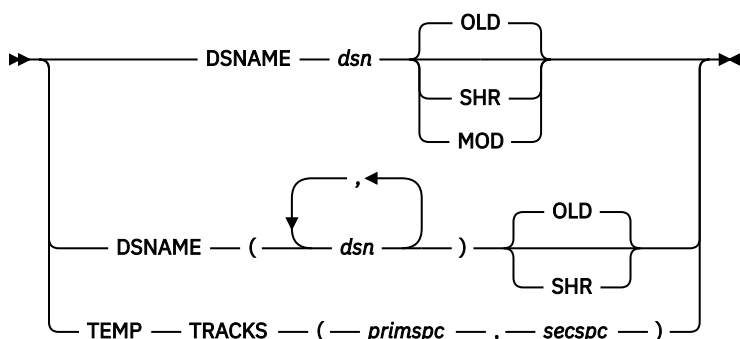 OLD
DSNAME dsn
SHR
MOD
,
OLD
DSNAME ( dsn )
SHR
TEMP TRACKS ( primspc , secspc )